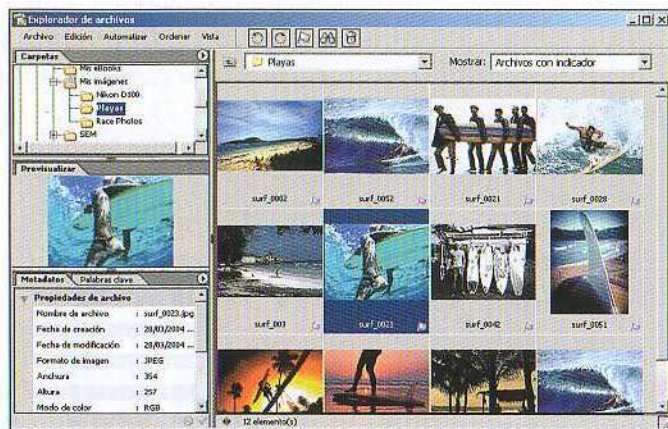 Explorador de archivos
Archivo Edición Automatizar Ordenar Vista
Carpetas
Mis eBooks
Mis imágenes
Nikon D100
Playas
Race Photos
SEM
Playas
Mostrar: Archivos con indicador
Previsualizar
surf_0002
surf_0052
surf_0021
surf_0028
surf_003
surf_0023
surf_0042
surf_0051
Metadatos Palabras clave
Propiedades de archivo
Nombre de archivo : surf_0023.jpg
Fecha de creación : 28/03/2004 ...
Fecha de modificación : 28/03/2004 ...
Formato de imagen : JPEG
Anchura : 354
Altura : 257
Modo de color : RGB
12 elemento(s)